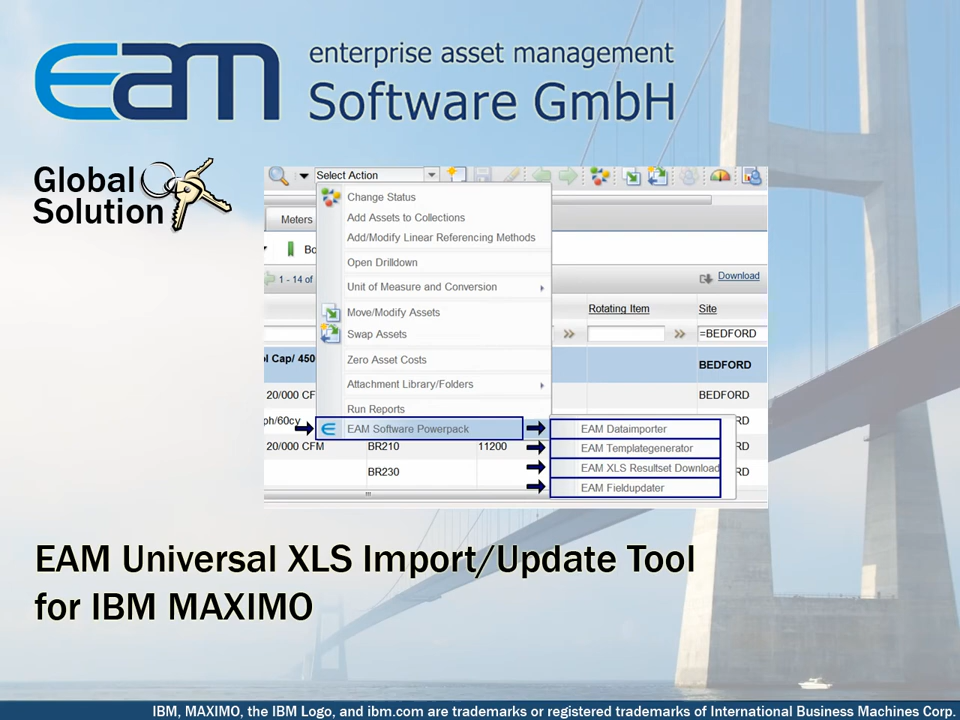 eam
enterprise asset management
Software GmbH
Global
Solution
Select Action
Change Status
Add Assets to Collections
Meters
Add/Modify Linear Referencing Methods
Bo
Open Drilldown
1 - 14 of
Download
Unit of Measure and Conversion
Move/Modify Assets
Rotating Item
Site
Swap Assets
=BEDFORD
Zero Asset Costs
ol Cap/ 450
BEDFORD
Attachment Library/Folders
20/000 CF
BEDFORD
Run Reports
ph/60cy
RD
EAM Software Powerpack
EAM Dataimporter
20/000 CFM
BR210
11200
EAM Templategenerator
RD
BR230
EAM XLS Resultset Download
RD
EAM Fieldupdater
EAM Universal XLS Import/Update Tool
for IBM MAXIMO
IBM, MAXIMO, the IBM Logo, and ibm.com are trademarks or registered trademarks of International Business Machines Corp.